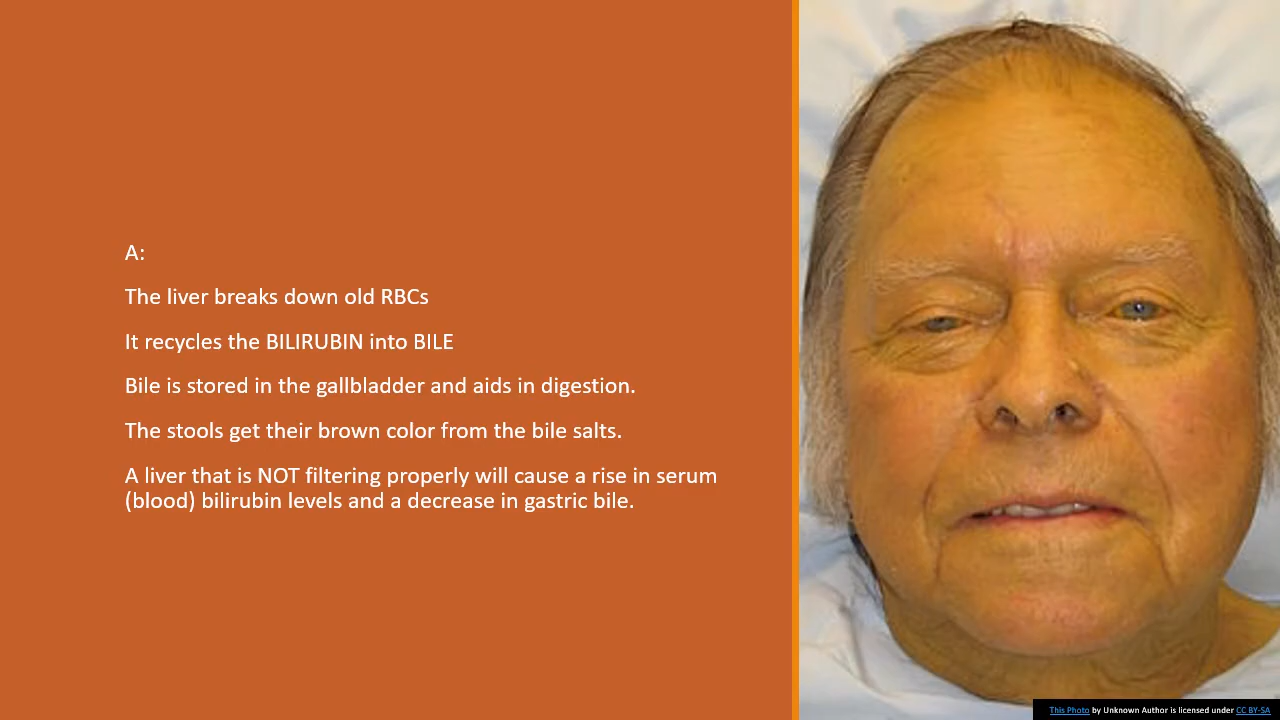 A:
The liver breaks down old RBCs
It recycles the BILIRUBIN into BILE
Bile is stored in the gallbladder and aids in digestion.
The stools get their brown color from the bile salts.
A liver that is NOT filtering properly will cause a rise in serum
(blood) bilirubin levels and a decrease in gastric bile.
This Photo by Unknown Author is licensed under CC BY-SA